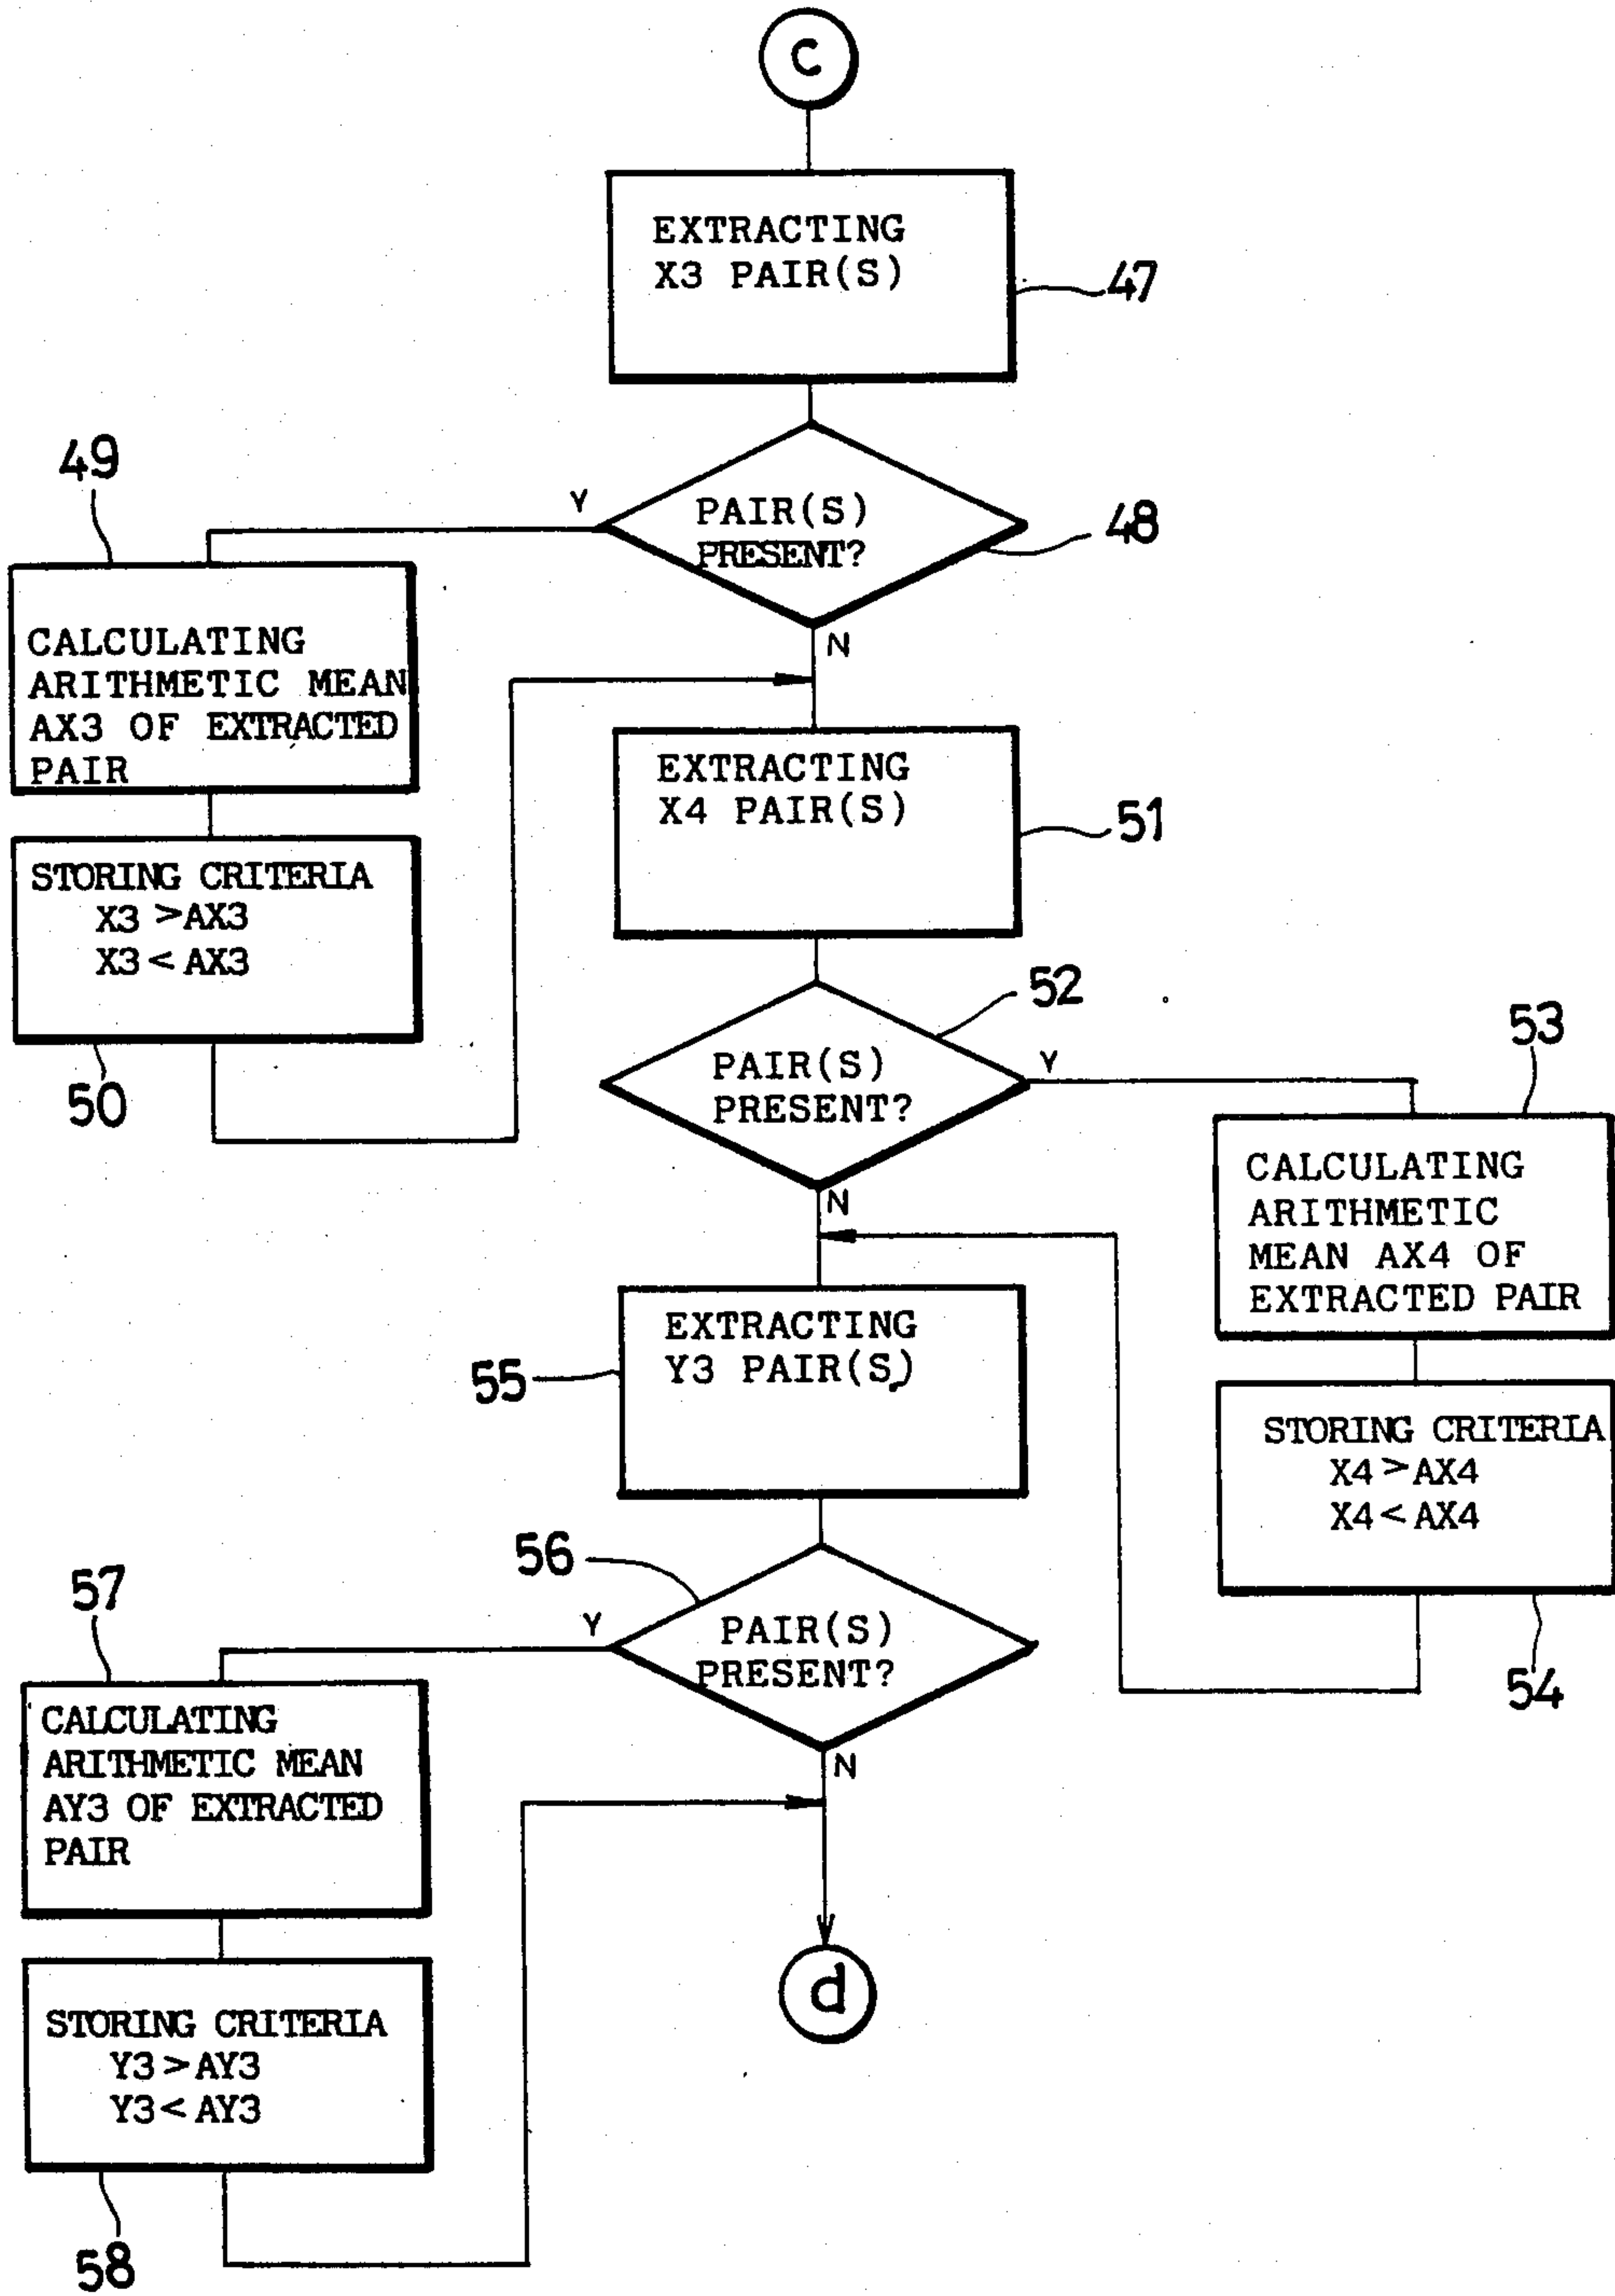 C
EXTRACTING
X3 PAIR(S)
47
PAIR(S)
PRESENT?
48
Y
N
49
CALCULATING
ARITHMETIC MEAN
AX3 OF EXTRACTED
PAIR
STORING CRITERIA
X3 > AX3
X3 < AX3
50
EXTRACTING
X4 PAIR(S)
51
52
PAIR(S)
PRESENT?
Y
N
53
CALCULATING
ARITHMETIC
MEAN AX4 OF
EXTRACTED PAIR
STORING CRITERIA
X4 > AX4
X4 < AX4
54
EXTRACTING
Y3 PAIR(S)
55
56
PAIR(S)
PRESENT?
Y
N
57
CALCULATING
ARITHMETIC MEAN
AY3 OF EXTRACTED
PAIR
STORING CRITERIA
Y3 > AY3
Y3 < AY3
58
d